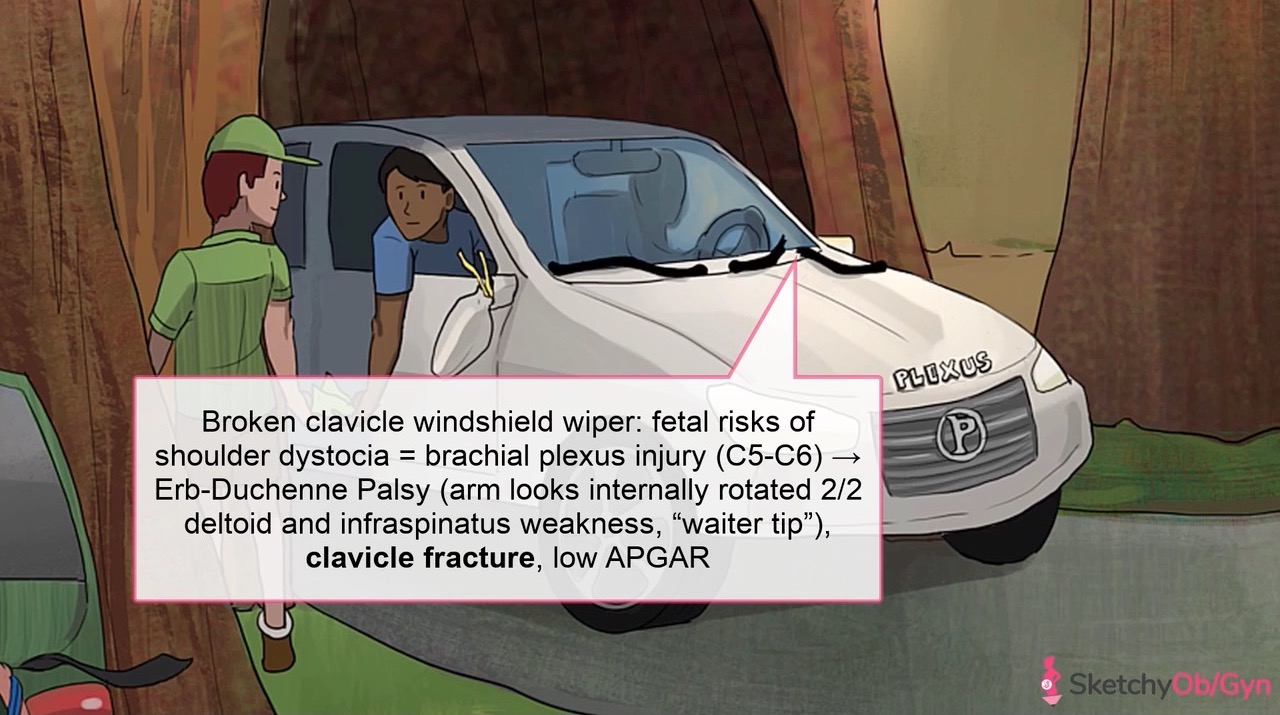 PLEXUS
P
Broken clavicle windshield wiper: fetal risks of
shoulder dystocia = brachial plexus injury (C5-C6) →
Erb-Duchenne Palsy (arm looks internally rotated 2/2
deltoid and infraspinatus weakness, “waiter tip”),
clavicle fracture, low APGAR
SketchyOb/Gyn